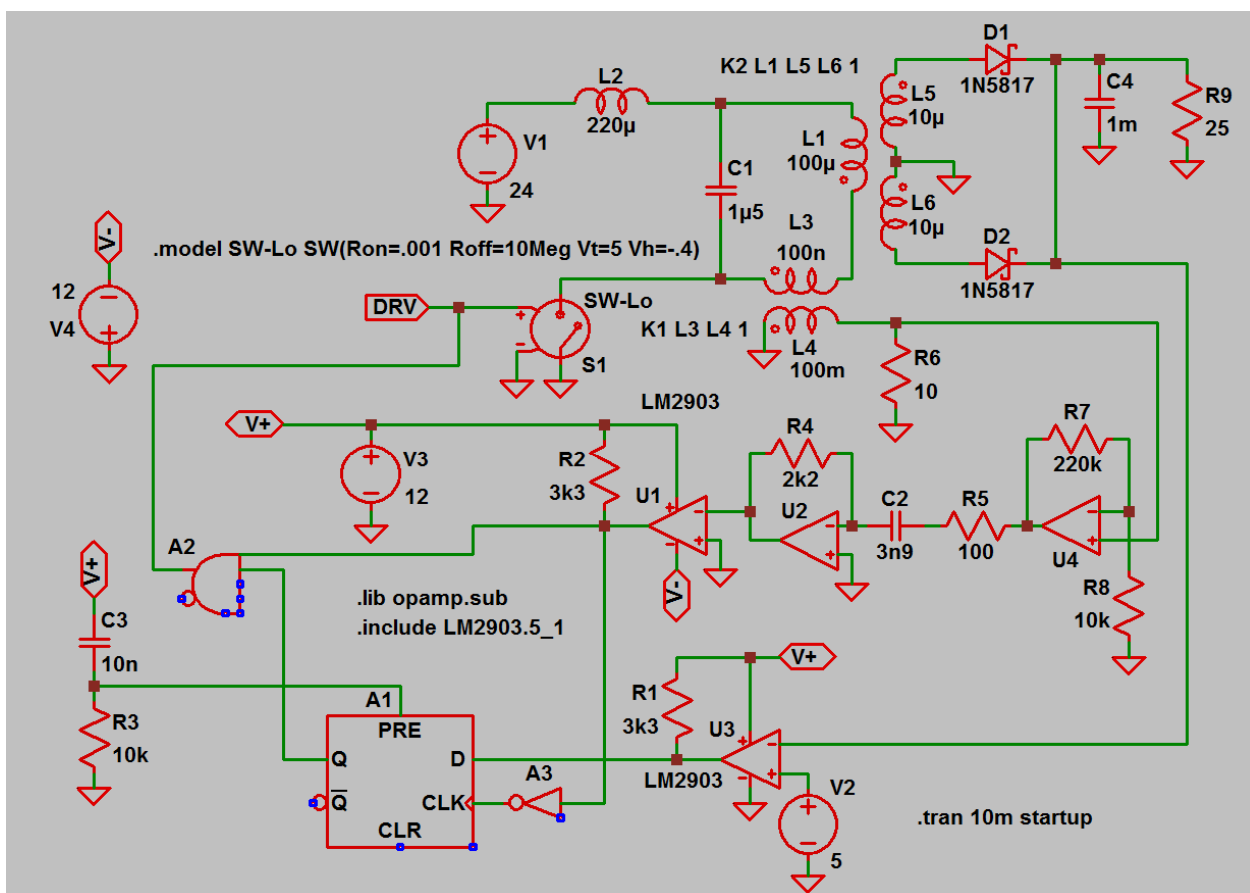 D1
K2 L1 L5 L6 1
1N5817
L2
220µ
L5
10µ
C4
1m
R9
25
V1
24
C1
1µ5
L1
100µ
L6
10µ
V-
.model SW-Lo SW(Ron=.001 Roff=10Meg Vt=5 Vh=-.4)
L3
100n
D2
1N5817
12
V4
DRV
SW-Lo
+
-
S1
K1 L3 L4 1
L4
100m
R6
10
LM2903
V+
V3
12
R2
3k3
U1
R4
2k2
U2
C2
3n9
R5
100
R7
220k
U4
R8
10k
V-
A2
V+
C3
10n
.lib opamp.sub
.include LM2903.5_1
V+
R1
3k3
U3
LM2903
R3
10k
A1
PRE
Q
D
Q
CLK
CLR
A3
V2
5
.tran 10m startup